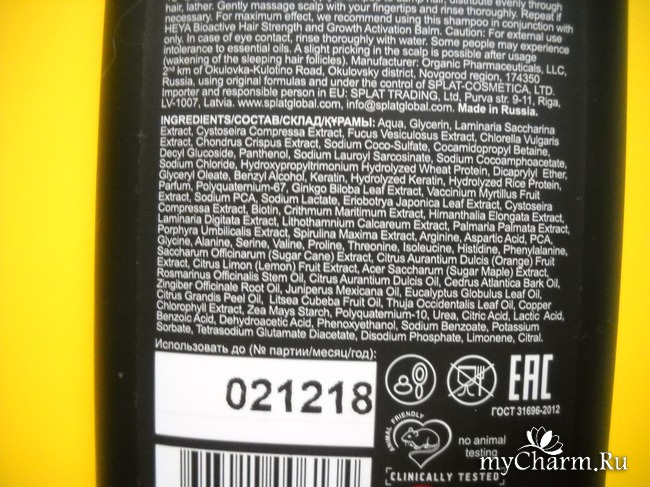 hair, lather. Gently massage scalp with your fingertips and rinse thoroughly. Repeat if
necessary. For maximum effect, we recommend using this shampoo in conjunction with
HEYA Bioactive Hair Strength and Growth Activation Balm. Caution: For external use
only. In case of eye contact, rinse thoroughly with water. Some people may experience
intolerance to essential oils. A slight pricking in the scalp is possible after usage
(wakening of the sleeping hair follicles). Manufacturer: Organic Pharmaceuticals, LLC,
2nd km of Okulovka-Kulotino Road, Okulovsky district, Novgorod region, 174350
Russia, using original formulas and under the control of SPLAT-COSMETICA, LTD.
Importer and responsible person in EU: SPLAT TRADING, Ltd, Purva str. 9-11, Riga,
LV-1007, Latvia. www.splatglobal.com, info@splatglobal.com. Made in Russia.
INGREDIENTS/СОСТАВ/СКЛАД/ҚҰРАМЫ: Aqua, Glycerin, Laminaria Saccharina
Extract, Cystoseira Compressa Extract, Fucus Vesiculosus Extract, Chlorella Vulgaris
Extract, Chondrus Crispus Extract, Sodium Coco-Sulfate, Cocamidopropyl Betaine,
Decyl Glucoside, Panthenol, Sodium Lauroyl Sarcosinate, Sodium Cocoamphoacetate,
Sodium Chloride, Hydroxypropyltrimonium Hydrolyzed Wheat Protein, Dicaprylyl Ether,
Glyceryl Oleate, Benzyl Alcohol, Keratin, Hydrolyzed Keratin, Hydrolyzed Rice Protein,
Parfum, Polyquaternium-67, Ginkgo Biloba Leaf Extract, Vaccinium Myrtillus Fruit
Extract, Sodium PCA, Sodium Lactate, Eriobotrya Japonica Leaf Extract, Cystoseira
Compressa Extract, Biotin, Crithmum Maritimum Extract, Himanthalia Elongata Extract,
Laminaria Digitata Extract, Lithothamnium Calcareum Extract, Palmaria Palmata Extract,
Porphyra Umbilicalis Extract, Spirulina Maxima Extract, Arginine, Aspartic Acid, PCA,
Glycine, Alanine, Serine, Valine, Proline, Threonine, Isoleucine, Histidine, Phenylalanine,
Saccharum Officinarum (Sugar Cane) Extract, Citrus Aurantium Dulcis (Orange) Fruit
Extract, Citrus Limon (Lemon) Fruit Extract, Acer Saccharum (Sugar Maple) Extract,
Rosmarinus Officinalis Stem Oil, Citrus Aurantium Dulcis Oil, Cedrus Atlantica Bark Oil,
Zingiber Officinale Root Oil, Juniperus Mexicana Oil, Eucalyptus Globulus Leaf Oil,
Citrus Grandis Peel Oil, Litsea Cubeba Fruit Oil, Thuja Occidentalis Leaf Oil, Copper
Chlorophyll Extract, Zea Mays Starch, Polyquaternium-10, Urea, Citric Acid, Lactic Acid,
Benzoic Acid, Dehydroacetic Acid, Phenoxyethanol, Sodium Benzoate, Potassium
Sorbate, Tetrasodium Glutamate Diacetate, Disodium Phosphate, Limonene, Citral.
Использовать до (№ партии/месяц/год):
021218
EAC
ГОСТ 31696-2012
ANIMAL FRIENDLY
no animal
testing
CLINICALLY TESTED
myCharm.Ru